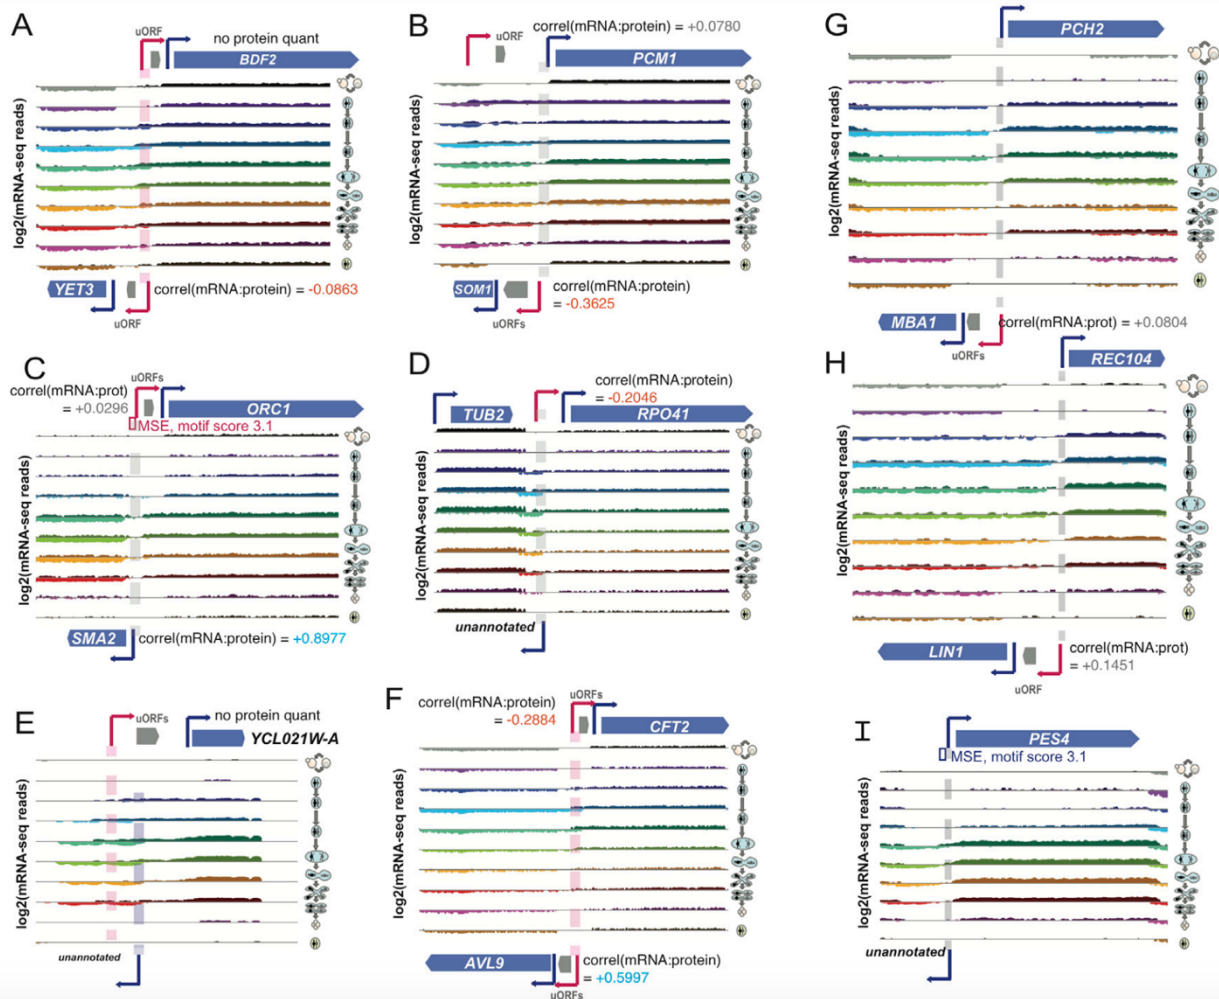 A
uORF
no protein quant
BDF2
log2(mRNA-seq reads)
YET3
correl(mRNA:protein) = -0.0863
uORF
B
uORF
correl(mRNA:protein) = +0.0780
PCM1
log2(mRNA-seq reads)
SOM1
correl(mRNA:protein)
= -0.3625
uORFs
G
PCH2
log2(mRNA-seq reads)
MBA1
correl(mRNA:prot) = +0.0804
uORFs
C
correl(mRNA:prot)
= +0.0296
uORFs
ORC1
MSE, motif score 3.1
log2(mRNA-seq reads)
SMA2
correl(mRNA:protein) = +0.8977
D
correl(mRNA:protein)
= -0.2046
TUB2
RPO41
log2(mRNA-seq reads)
unannotated
H
REC104
log2(mRNA-seq reads)
LIN1
correl(mRNA:prot)
= +0.1451
uORF
E
uORFs
no protein quant
YCL021W-A
log2(mRNA-seq reads)
unannotated
F
correl(mRNA:protein)
= -0.2884
uORFs
CFT2
log2(mRNA-seq reads)
AVL9
correl(mRNA:protein)
= +0.5997
uORFs
I
PES4
MSE, motif score 3.1
log2(mRNA-seq reads)
unannotated